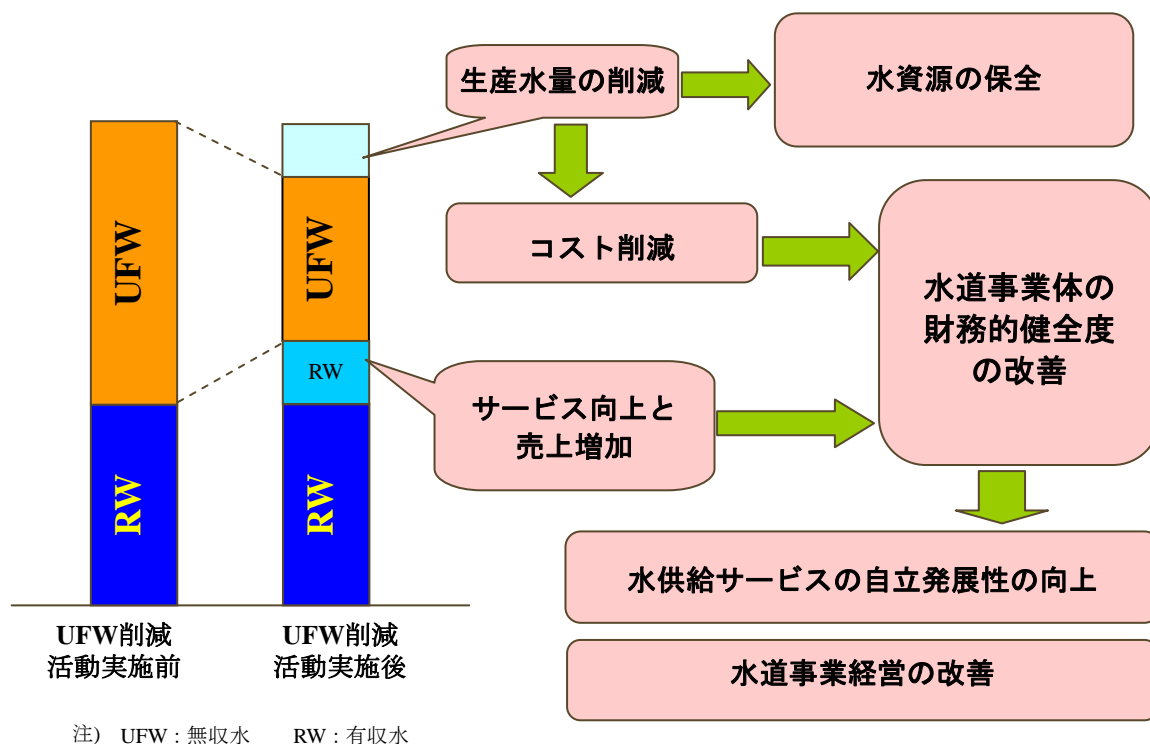 生産水量の削減
水資源の保全
コスト削減
水道事業体の
財務的健全度
の改善
サービス向上と
売上増加
水供給サービスの自立発展性の向上
水道事業経営の改善
UFW
RW
UFW
RW
RW
UFW削減
活動実施前
UFW削減
活動実施後
注) UFW：無収水 RW：有収水